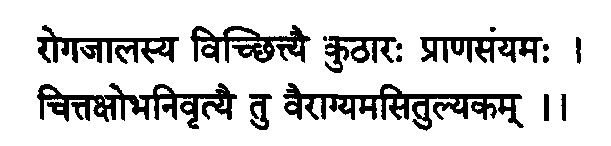 रोगजालस्य विच्छित्त्यै कुठारः प्राणसंयमः ।
चित्तक्षोभनिवृत्यै तु वैराग्यमसितुल्यकम् ।।